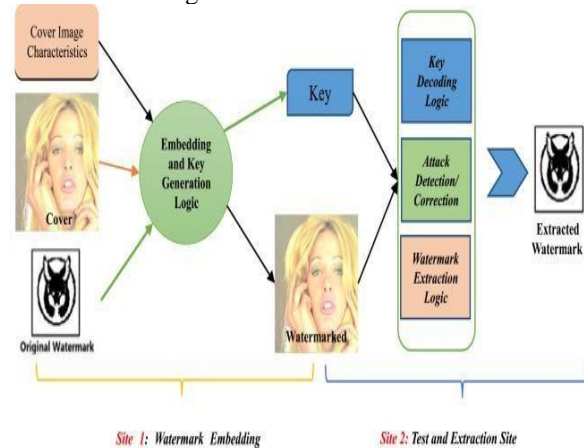 Cover Image
Characteristics
Cover
Original Watermark
Embedding
and Key
Generation
Logic
Key
Watermarked
Key
Decoding
Logic
Attack
Detection/
Correction
Watermark
Extraction
Logic
Extracted
Watermark
Site 1: Watermark Embedding
Site 2: Test and Extraction Site